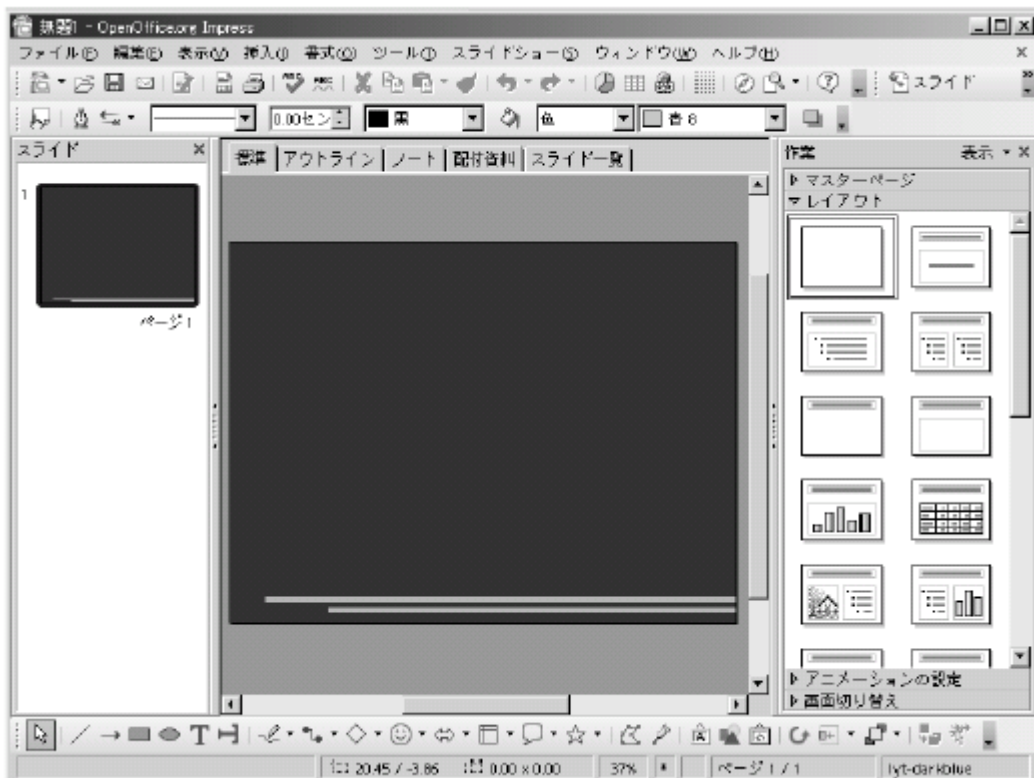 無題1 - OpenOffice.org Impress
ファイル(F) 編集(E) 表示(V) 挿入(I) 書式(O) ツール(T) スライドショー(S) ウィンドウ(W) ヘルプ(H)
スライド
0.00セン 黒 色 青 8
スライド
標準 アウトライン ノート 配付資料 スライド一覧
作業 表示
マスターページ
レイアウト
1
ページ 1
アニメーションの設定
画面切り替え
20.45 / -3.86 0.00 x 0.00 37% * ページ 1 / 1 lyt-darkblue